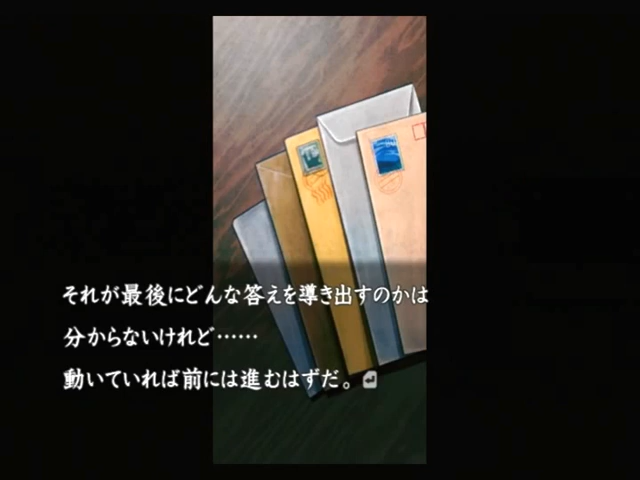 それが最後にどんな答えを導き出すのかは
分からないけれど……
動いていれば前には進むはずだ。